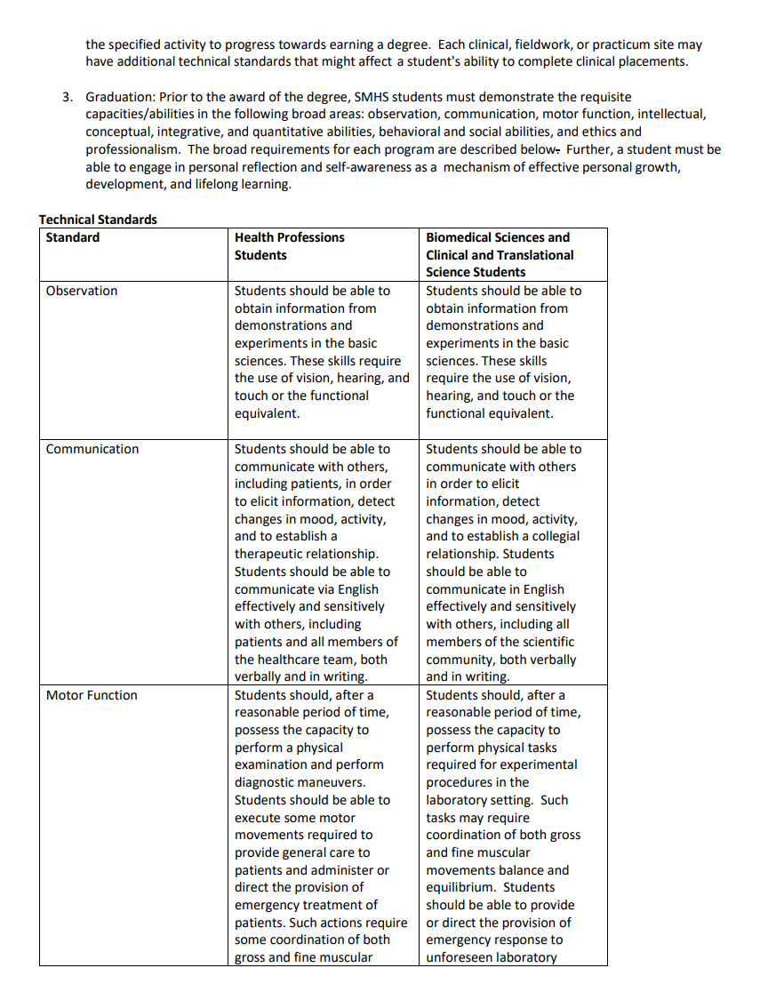 the specified activity to progress towards earning a degree.  Each clinical, fieldwork, or practicum site may
have additional technical standards that might affect a student's ability to complete clinical placements.
3. Graduation: Prior to the award of the degree, SMHS students must demonstrate the requisite
capacities/abilities in the following broad areas: observation, communication, motor function, intellectual,
conceptual, integrative, and quantitative abilities, behavioral and social abilities, and ethics and
professionalism.  The broad requirements for each program are described below-  Further, a student must be
able to engage in personal reflection and self-awareness as a  mechanism of effective personal growth,
development, and lifelong learning.
Technical Standards
Standard
Health Professions
Students
Biomedical Sciences and
Clinical and Translational
Science Students
Observation
Students should be able to
obtain information from
demonstrations and
experiments in the basic
sciences. These skills require
the use of vision, hearing, and
touch or the functional
equivalent.
Students should be able to
obtain information from
demonstrations and
experiments in the basic
sciences. These skills
require the use of vision,
hearing, and touch or the
functional equivalent.
Communication
Students should be able to
communicate with others,
including patients, in order
to elicit information, detect
changes in mood, activity,
and to establish a
therapeutic relationship.
Students should be able to
communicate via English
effectively and sensitively
with others, including
patients and all members of
the healthcare team, both
verbally and in writing.
Students should be able to
communicate with others
in order to elicit
information, detect
changes in mood, activity,
and to establish a collegial
relationship. Students
should be able to
communicate in English
effectively and sensitively
with others, including all
members of the scientific
community, both verbally
and in writing.
Motor Function
Students should, after a
reasonable period of time,
possess the capacity to
perform a physical
examination and perform
diagnostic maneuvers.
Students should be able to
execute some motor
movements required to
provide general care to
patients and administer or
direct the provision of
emergency treatment of
patients. Such actions require
some coordination of both
gross and fine muscular
Students should, after a
reasonable period of time,
possess the capacity to
perform physical tasks
required for experimental
procedures in the
laboratory setting.  Such
tasks may require
coordination of both gross
and fine muscular
movements balance and
equilibrium.  Students
should be able to provide
or direct the provision of
emergency response to
unforeseen laboratory